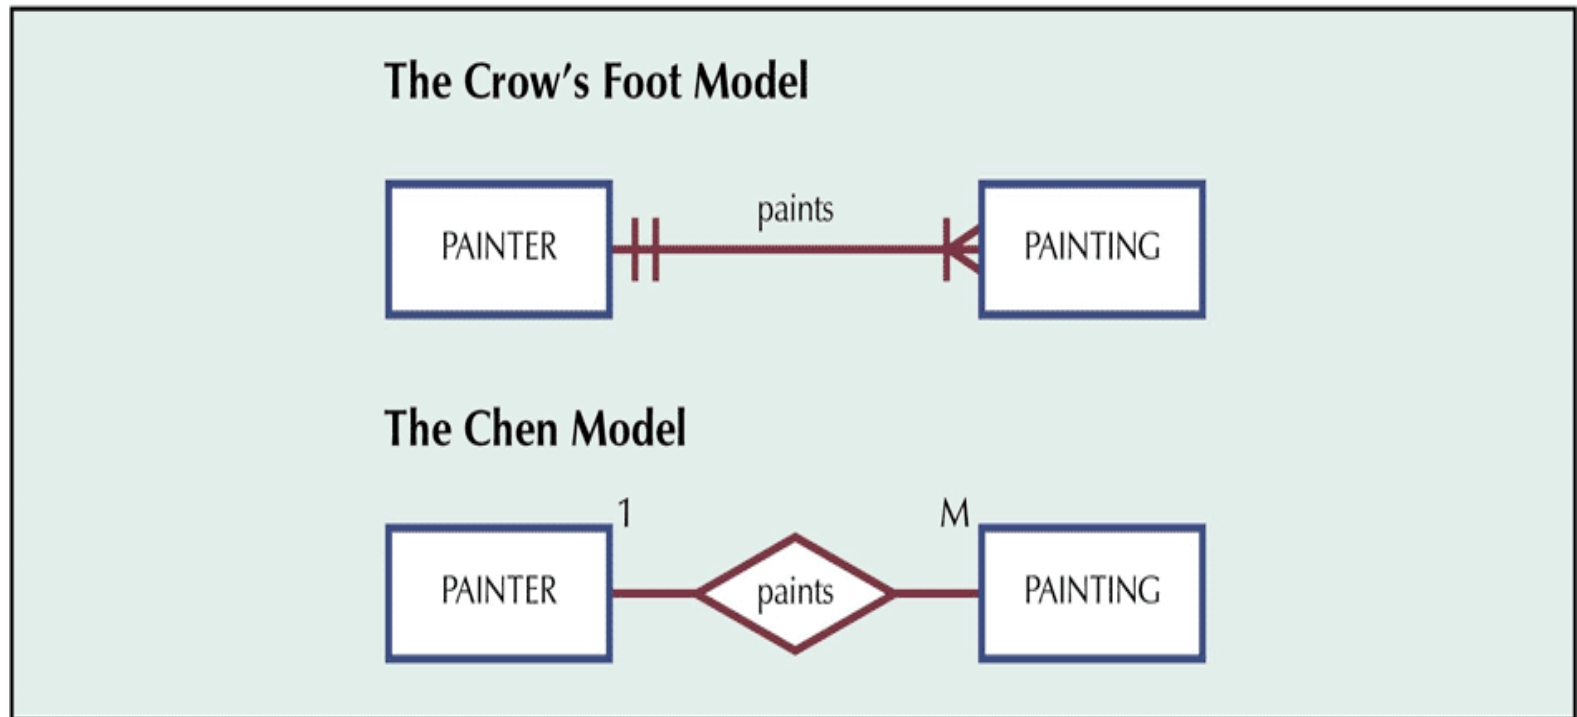 The Crow's Foot Model
paints
PAINTER
PAINTING
The Chen Model
1
M
PAINTER
paints
PAINTING